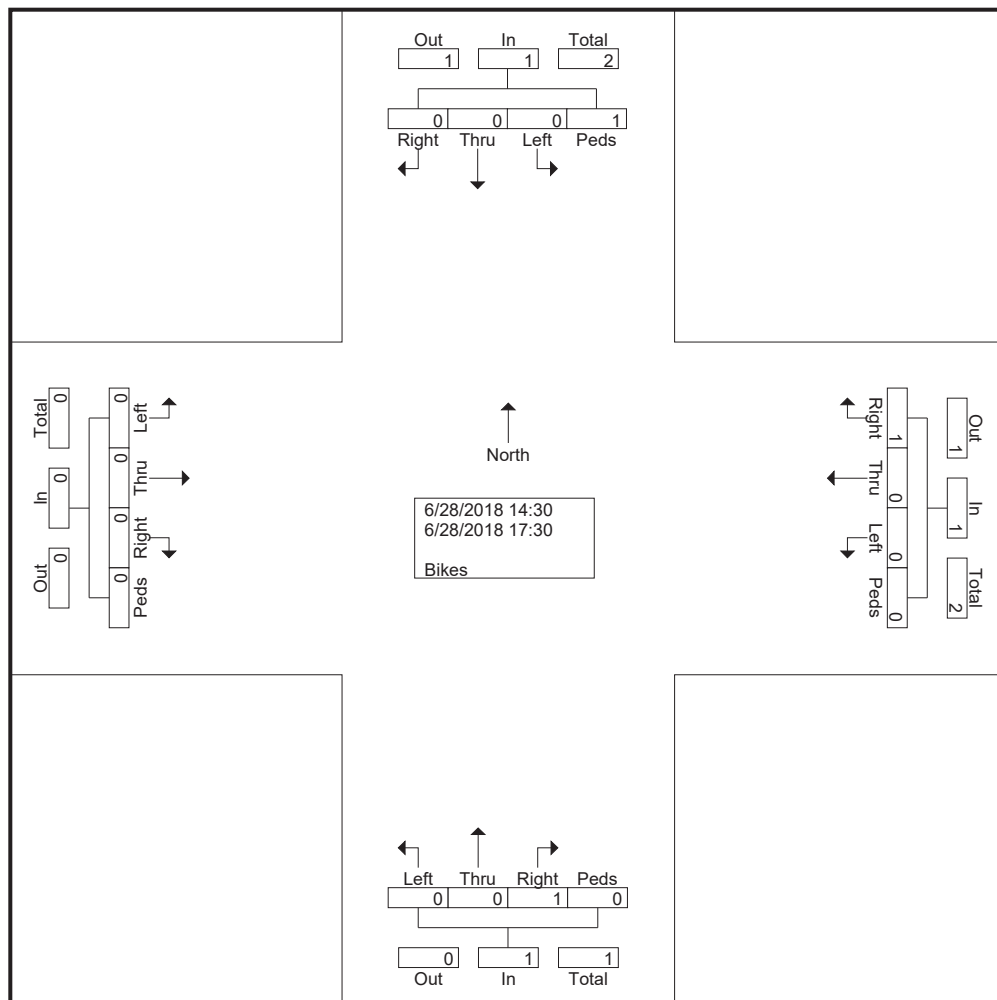 Out In Total
1 1 2
0 0 0 1
Right Thru Left Peds
Total In Out
0 0 0
0 0 0 0
Left Thru Right Peds
North
6/28/2018 14:30
6/28/2018 17:30
Bikes
Right Thru Left Peds
1 0 0 0
Out In Total
1 1 2
Left Thru Right Peds
0 0 1 0
0 1 1
Out In Total